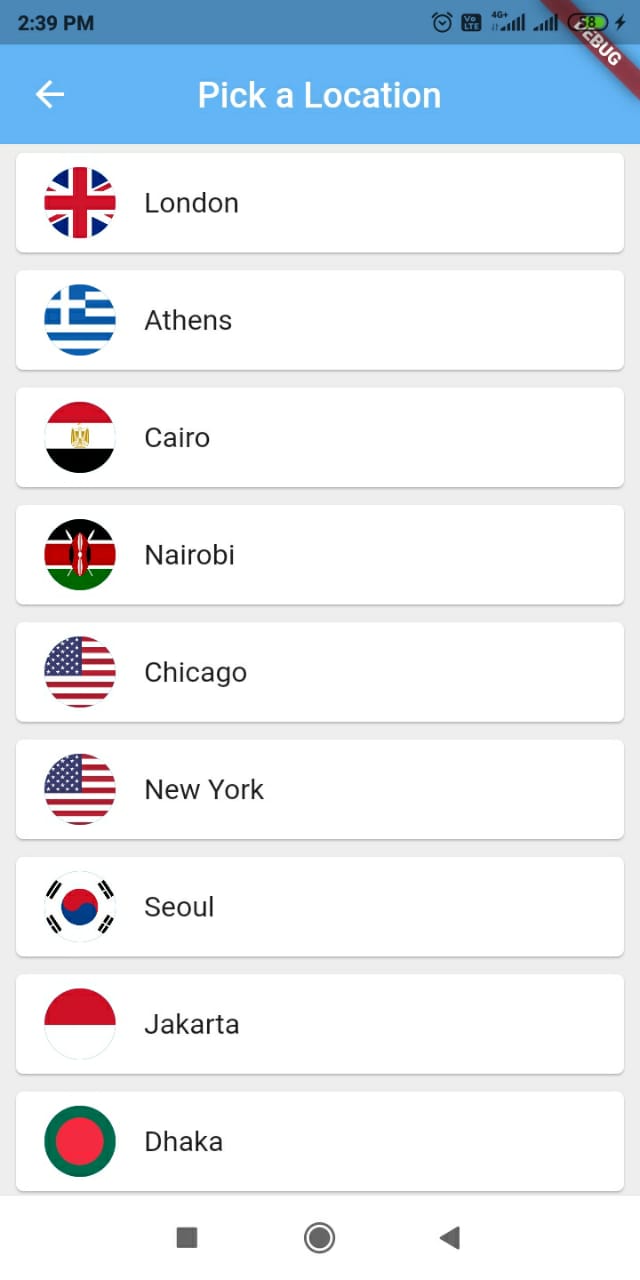 2:39 PM
Vo LTE
4G+
58
DEBUG
Pick a Location
London
Athens
Cairo
Nairobi
Chicago
New York
Seoul
Jakarta
Dhaka